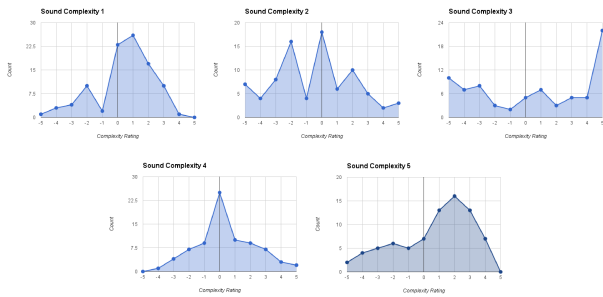 Sound Complexity 1
30
22.5
15
7.5
0
Count
-5 -4 -3 -2 -1 0 1 2 3 4 5
Complexity Rating
Sound Complexity 2
20
15
10
5
0
Count
-5 -4 -3 -2 -1 0 1 2 3 4 5
Complexity Rating
Sound Complexity 3
24
18
12
6
0
Count
-5 -4 -3 -2 -1 0 1 2 3 4 5
Complexity Rating
Sound Complexity 4
30
22.5
15
7.5
0
Count
-5 -4 -3 -2 -1 0 1 2 3 4 5
Complexity Rating
Sound Complexity 5
20
15
10
5
0
Count
-5 -4 -3 -2 -1 0 1 2 3 4 5
Complexity Rating